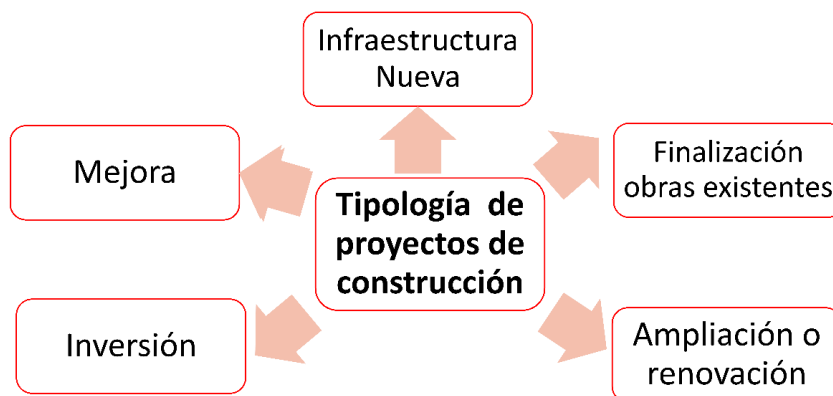 Infraestructura
Nueva
Mejora
Finalización
obras existentes
Tipología de
proyectos de
construcción
Inversión
Ampliación o
renovación